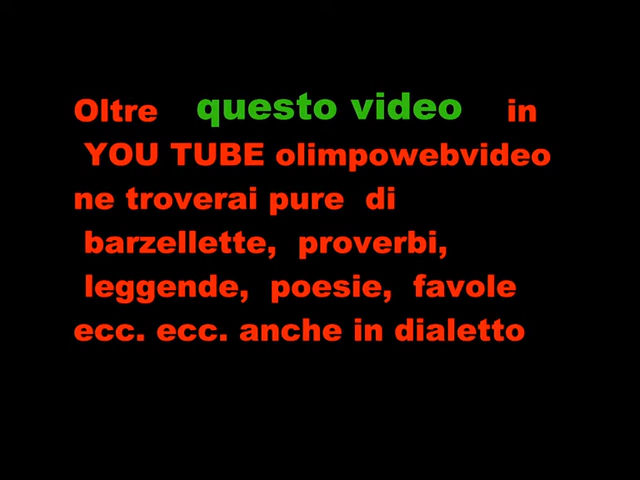 Oltre questo video in
YOU TUBE olimpowebvideo
ne troverai pure di
barzellette, proverbi,
leggende, poesie, favole
ecc. ecc. anche in dialetto